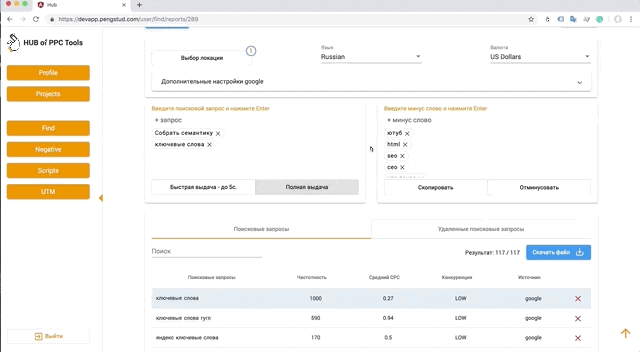 Hub
https://devapp.pengstud.com/user/find/reports/289
HUB of PPC Tools
Profile
Projects
Find
Negative
Scripts
UTM
Выйти
Выбор локации
1
Язык
Russian
Валюта
US Dollars
Дополнительные настройки google
Введите поисковой запрос и нажмите Enter
+ запрос
Собрать семантику
ключевые слова
Быстрая выдача - до 5с.
Полная выдача
Введите минус слово и нажмите Enter
+ минус слово
ютуб
html
seo
сео
Скопировать
Отминусовать
Поисковые запросы
Удаленные поисковые запросы
Поиск
Результат: 117 / 117
Скачать файл
Поисковые запросы Частотность Средний CPC Конкуренция Источник
ключевые слова 1000 0.27 LOW google
ключевые слова гугл 590 0.94 LOW google
яндекс ключевые слова 170 0.5 LOW google